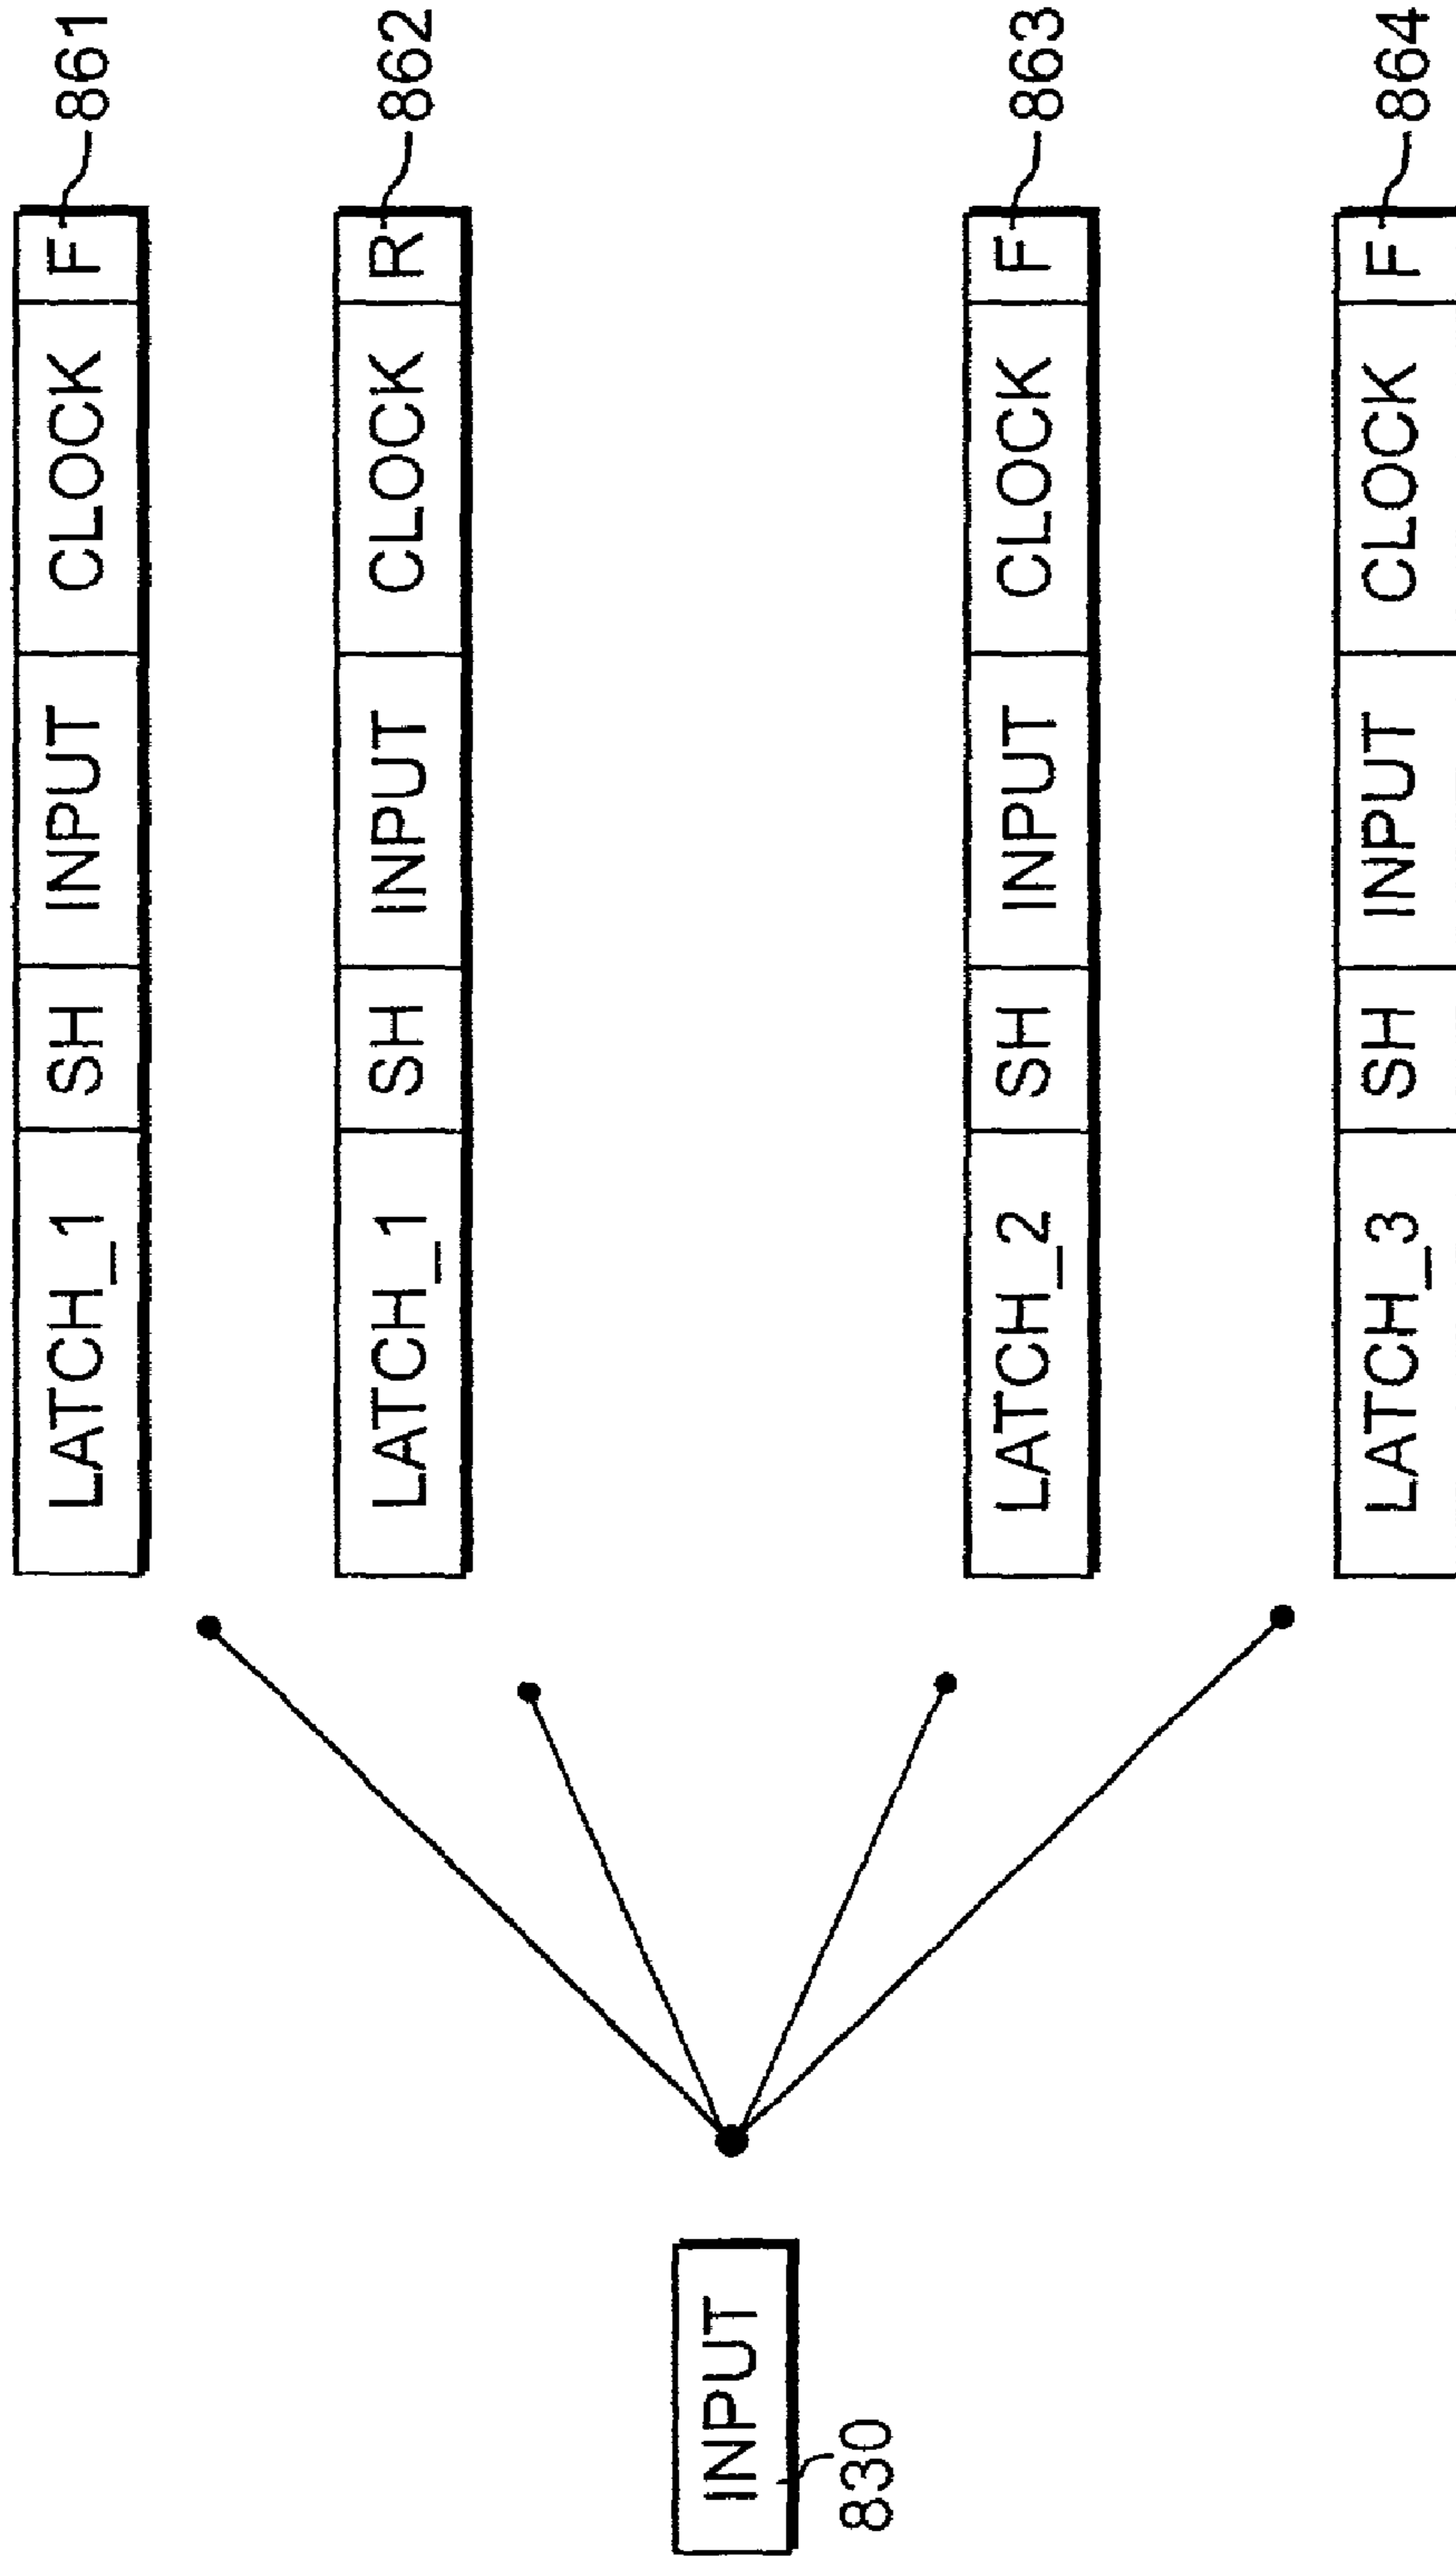 LATCH_1 SH INPUT CLOCK F 861
LATCH_1 SH INPUT CLOCK R 862
INPUT
830
LATCH_2 SH INPUT CLOCK F 863
LATCH_3 SH INPUT CLOCK F 864